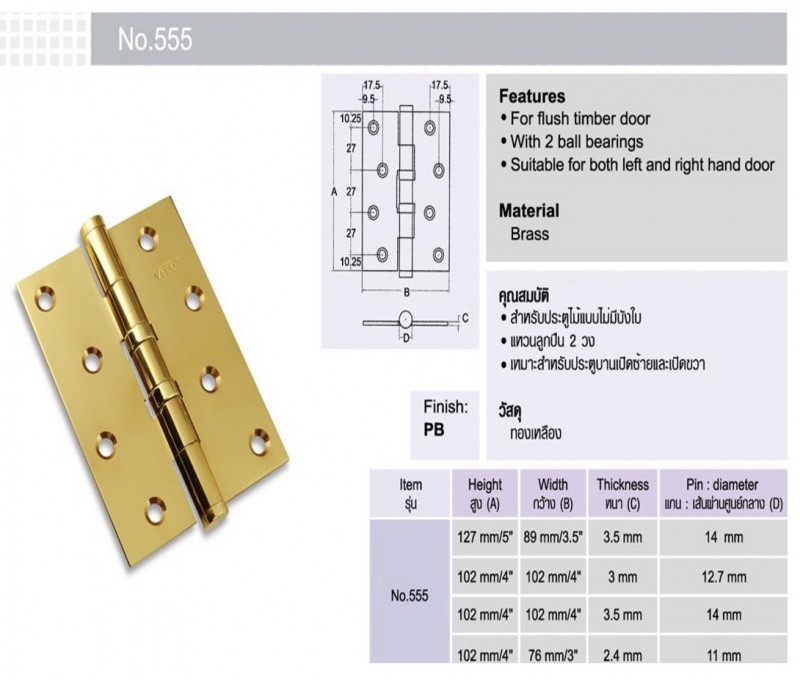 No.555
17.5
17.5
9.5
9.5
10.25
27
A
27
27
10.25
B
C
D
Features
• For flush timber door
• With 2 ball bearings
• Suitable for both left and right hand door
Material
Brass
คุณสมบัติ
• สำหรับประตูไม้แบบไม่มีบังใบ
• แหวนลูกปืน 2 วง
• เหมาะสำหรับประตูบานเปิดซ้ายและเปิดขวา
วัสดุ
ทองเหลือง
Finish:
PB
Item Height Width Thickness Pin : diameter
รุ่น สูง (A) กว้าง (B) หนา (C) แกน : เส้นผ่านศูนย์กลาง (D)
127 mm/5" 89 mm/3.5" 3.5 mm 14 mm
102 mm/4" 102 mm/4" 3 mm 12.7 mm
No.555
102 mm/4" 102 mm/4" 3.5 mm 14 mm
102 mm/4" 76 mm/3" 2.4 mm 11 mm